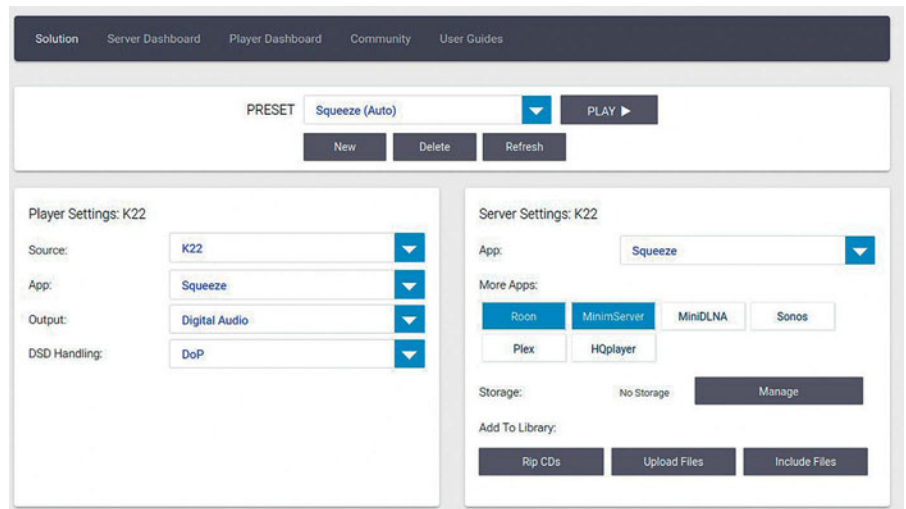 Solution Server Dashboard Player Dashboard Community User Guides
PRESET Squeeze (Auto) PLAY
New Delete Refresh
Player Settings: K22
Source: K22
App: Squeeze
Output: Digital Audio
DSD Handling: DoP
Server Settings: K22
App: Squeeze
More Apps:
Roon MinimServer MiniDLNA Sonos
Plex HQplayer
Storage: No Storage Manage
Add To Library:
Rip CDs Upload Files Include Files